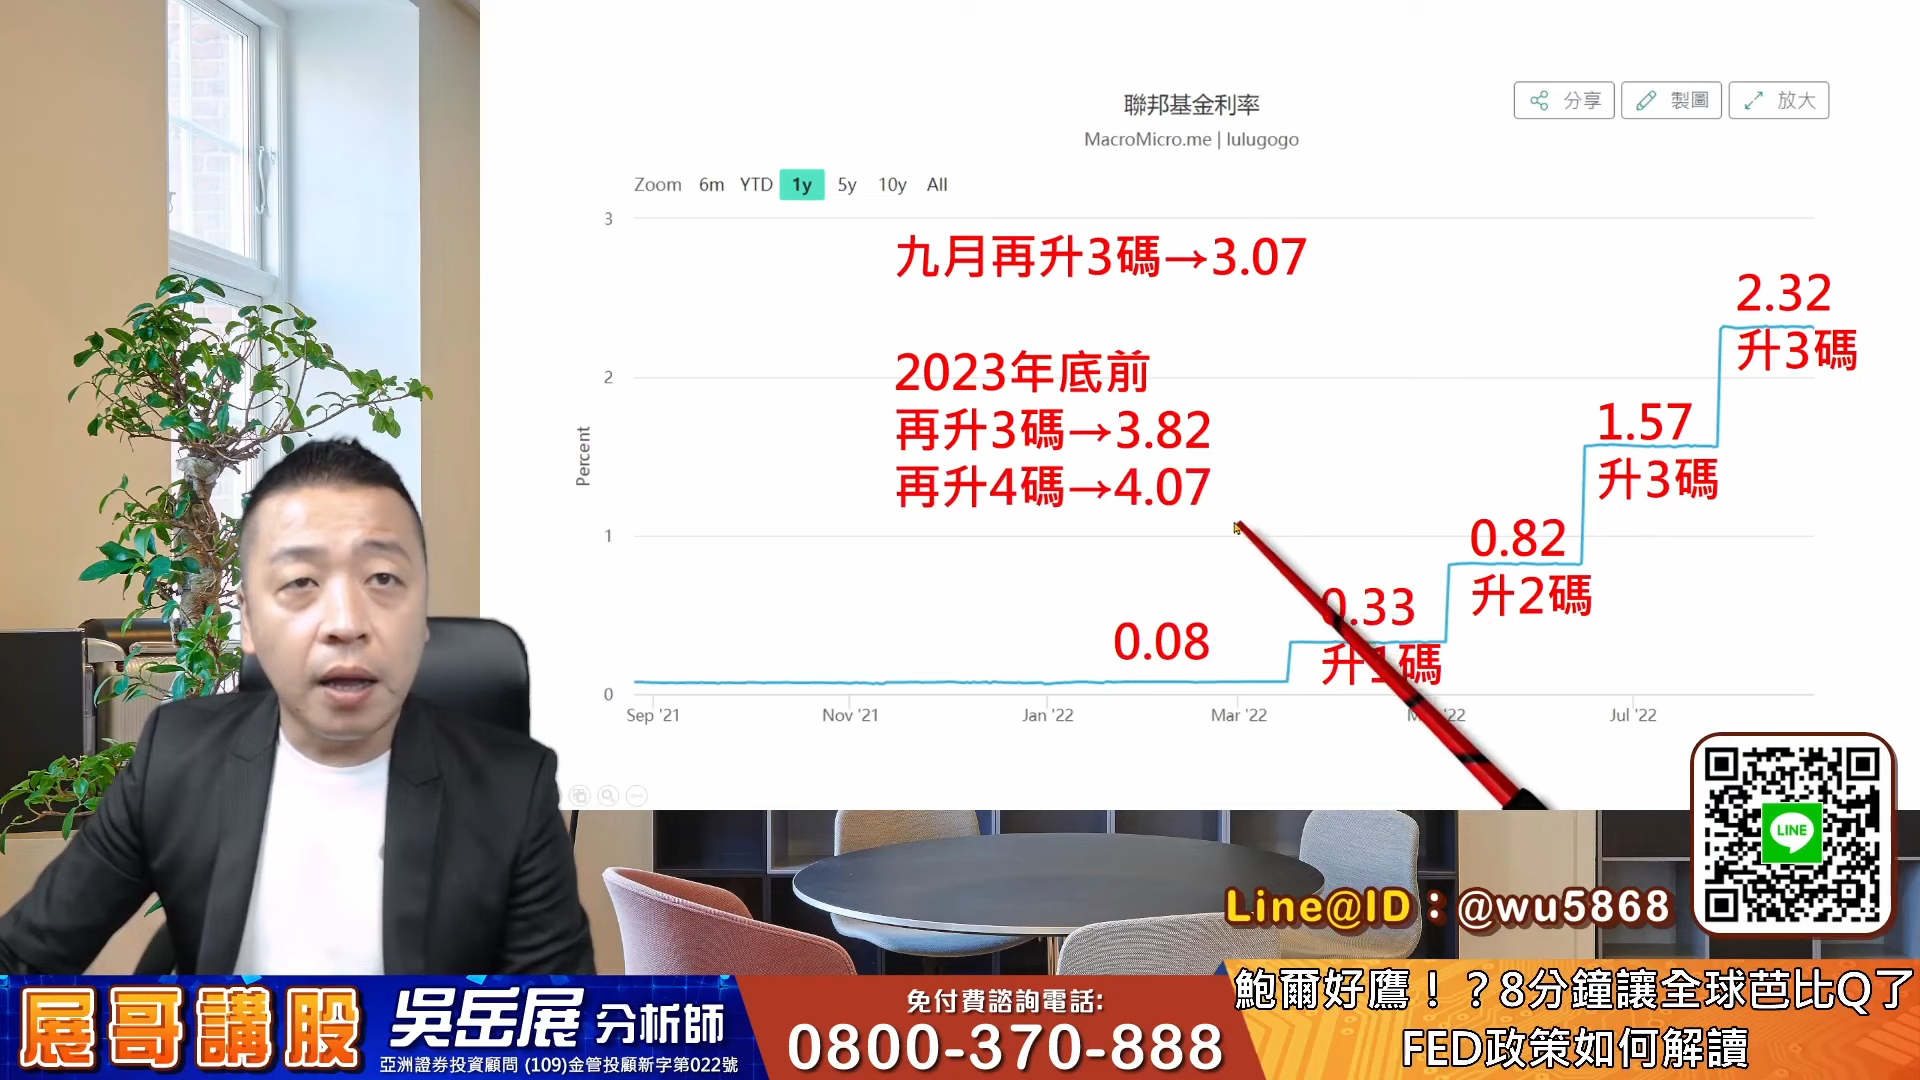 聯邦基金利率
MacroMicro.me | lulugogo
分享
製圖
放大
Zoom 6m YTD 1y 5y 10y All
3
2
1
0
Percent
九月再升3碼→3.07
2023年底前
再升3碼→3.82
再升4碼→4.07
2.32
升3碼
1.57
升3碼
0.82
升2碼
0.33
升1碼
0.08
Sep '21
Nov '21
Jan '22
Mar '22
Jul '22
LINE
Line@ID：@wu5868
展哥講股
吳岳展 分析師
亞洲證券投資顧問 (109)金管投顧新字第022號
免付費諮詢電話:
0800-370-888
鮑爾好鷹！？8分鐘讓全球芭比Q了
FED政策如何解讀